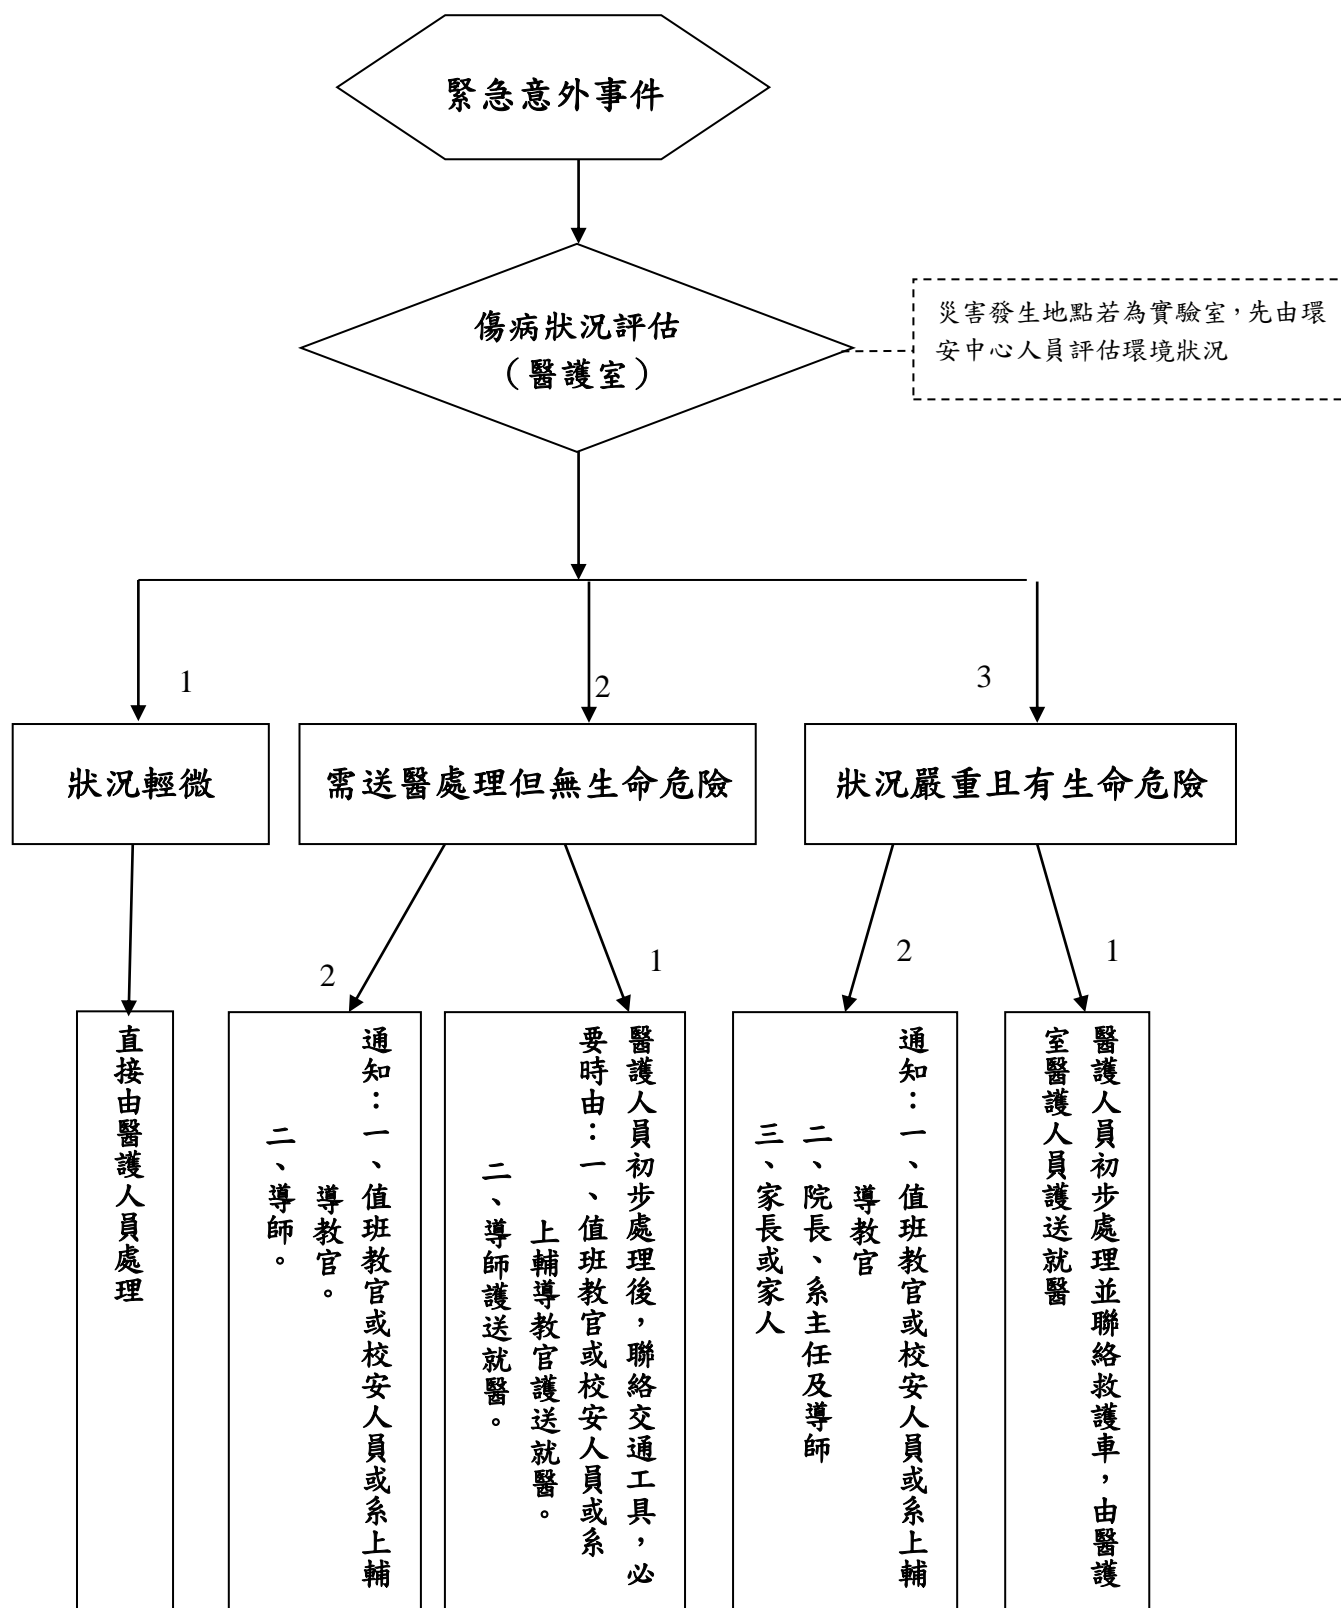 緊急意外事件
傷病狀況評估
（醫護室）
災害發生地點若為實驗室，先由環
安中心人員評估環境狀況
1
2
3
狀況輕微
需送醫處理但無生命危險
狀況嚴重且有生命危險
2
1
2
1
直接由醫護人員處理
通知：一、值班教官或校安人員或系上輔
導教官。
二、導師。
醫護人員初步處理後，聯絡交通工具，必
要時由：一、值班教官或校安人員或系
上輔導教官護送就醫。
二、導師護送就醫。
通知：一、值班教官或校安人員或系上輔
導教官
二、院長、系主任及導師
三、家長或家人
醫護人員初步處理並聯絡救護車，由醫護
室醫護人員護送就醫